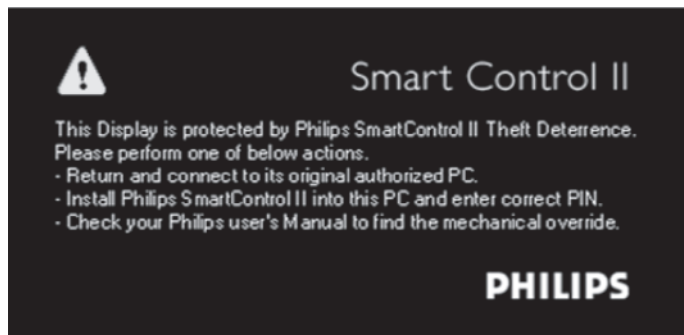 Smart Control II
This Display is protected by Philips SmartControl II Theft Deterrence.
Please perform one of below actions.
- Return and connect to its original authorized PC.
- Install Philips SmartControl II into this PC and enter correct PIN.
- Check your Philips user's Manual to find the mechanical override.
PHILIPS